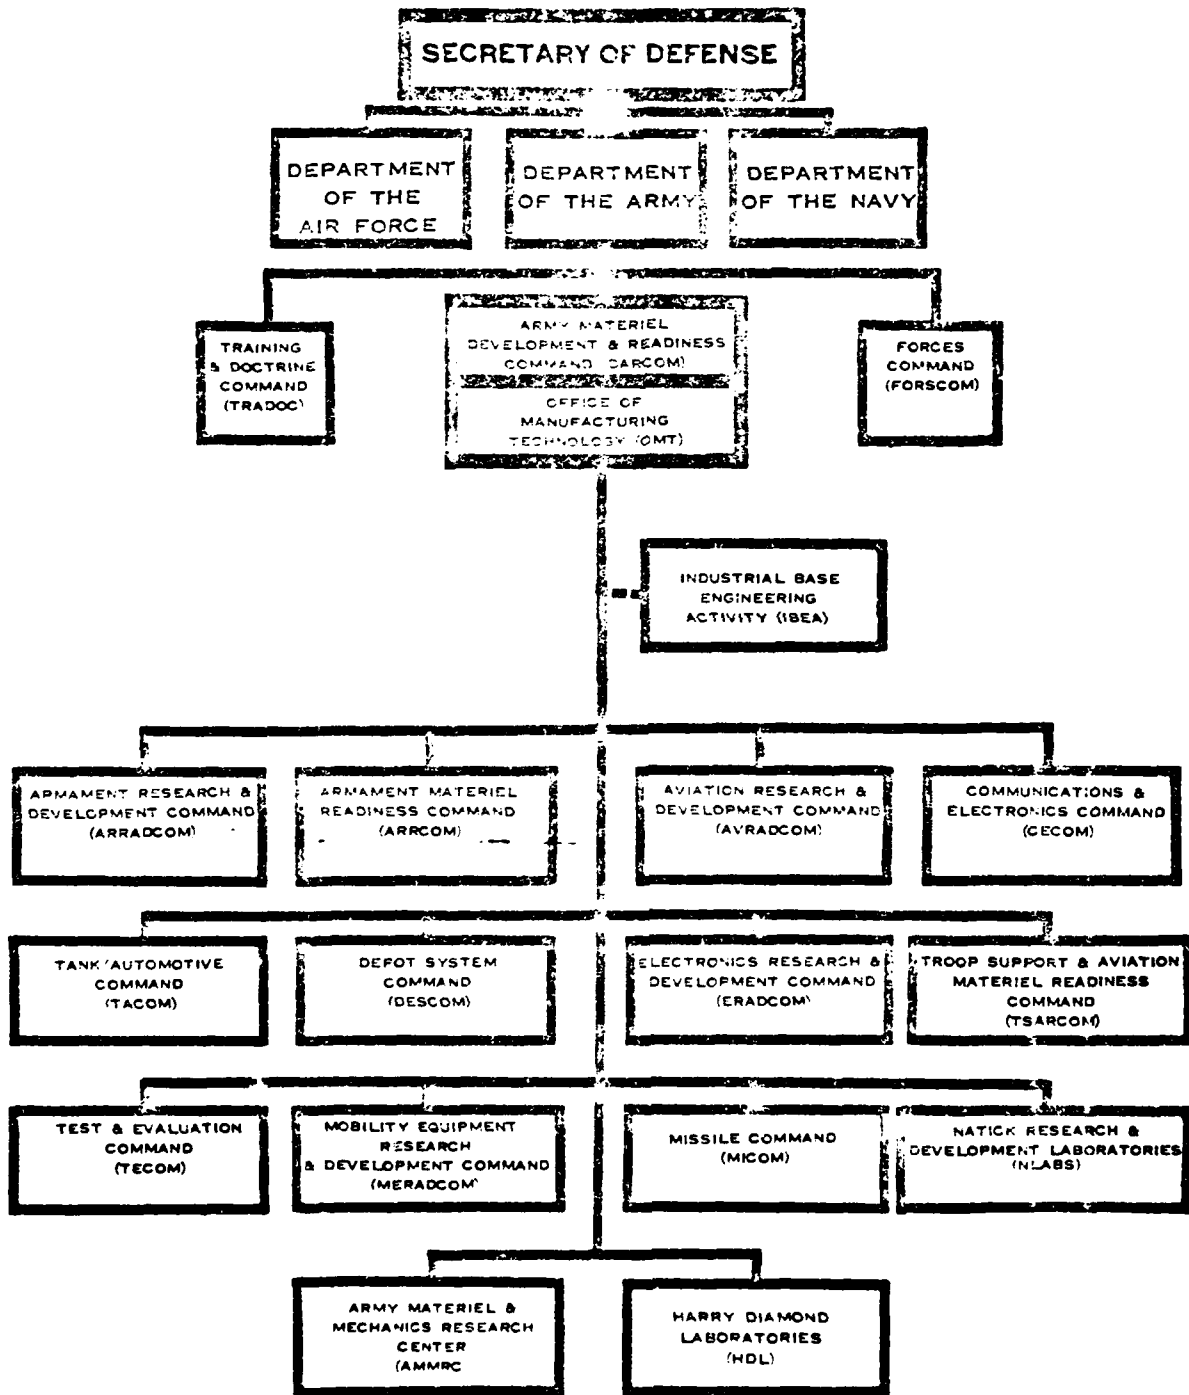 SECRETARY OF DEFENSE
DEPARTMENT
OF THE
AIR FORCE
DEPARTMENT
OF THE ARMY
DEPARTMENT
OF THE NAVY
TRAINING
& DOCTRINE
COMMAND
(TRADOC)
ARMY MATERIEL
DEVELOPMENT & READINESS
COMMAND (DARCOM)
OFFICE OF
MANUFACTURING
TECHNOLOGY (OMT)
FORCES
COMMAND
(FORSCOM)
INDUSTRIAL BASE
ENGINEERING
ACTIVITY (IBEA)
ARMAMENT RESEARCH &
DEVELOPMENT COMMAND
(ARRADCOM)
ARMAMENT MATERIEL
READINESS COMMAND
(ARRCOM)
AVIATION RESEARCH &
DEVELOPMENT COMMAND
(AVRADCOM)
COMMUNICATIONS &
ELECTRONICS COMMAND
(CECOM)
TANK/AUTOMOTIVE
COMMAND
(TACOM)
DEPOT SYSTEM
COMMAND
(DESCOM)
ELECTRONICS RESEARCH &
DEVELOPMENT COMMAND
(ERADCOM)
TROOP SUPPORT & AVIATION
MATERIEL READINESS
COMMAND
(TSARCOM)
TEST & EVALUATION
COMMAND
(TECOM)
MOBILITY EQUIPMENT
RESEARCH
& DEVELOPMENT COMMAND
(MERADCOM)
MISSILE COMMAND
(MICOM)
NATICK RESEARCH &
DEVELOPMENT LABORATORIES
(NLABS)
ARMY MATERIEL &
MECHANICS RESEARCH
CENTER
(AMMRC
HARRY DIAMOND
LABORATORIES
(HDL)